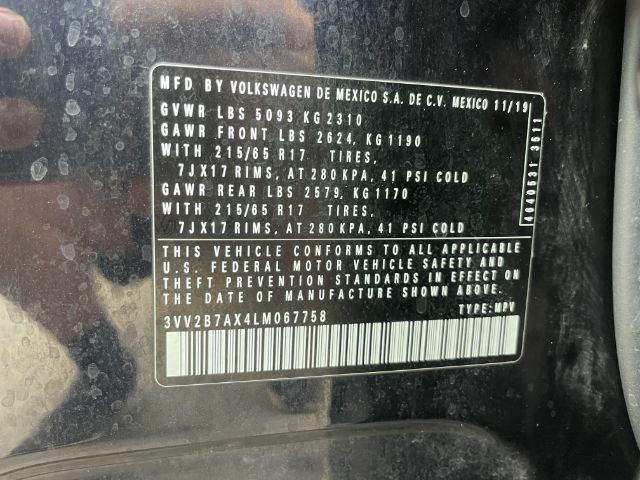 MFD BY VOLKSWAGEN DE MEXICO S.A. DE C.V. MEXICO 11/19
GVWR LBS 5093 KG 2310
GAWR FRONT LBS 2624, KG 1190
WITH 215/65 R17 TIRES,
7JX17 RIMS, AT 280 KPA, 41 PSI COLD
GAWR REAR LBS 2579, KG 1170
WITH 215/65 R17 TIRES,
7JX17 RIMS, AT 280 KPA, 41 PSI COLD
THIS VEHICLE CONFORMS TO ALL APPLICABLE
U.S. FEDERAL MOTOR VEHICLE SAFETY AND
THEFT PREVENTION STANDARDS IN EFFECT ON
THE DATE OF MANUFACTURE SHOWN ABOVE
3VV2B7AX4LM067758 TYPE:MPV
4040531 3511